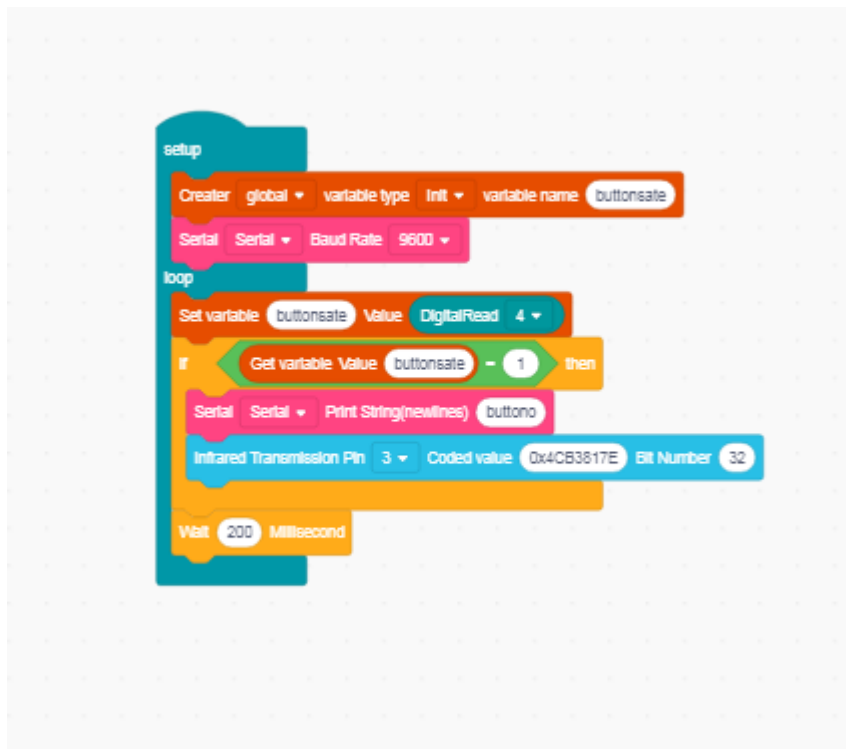 setup
Creater global variable type Init variable name buttonsate
Serial Serial Baud Rate 9600
loop
Set variable buttonsate Value DigitalRead 4
If Get variable Value buttonsate = 1 then
Serial Serial Print String(newlines) buttono
Infrared Transmission Pin 3 Coded value 0x4CB3817E Bit Number 32
Wait 200 Millisecond